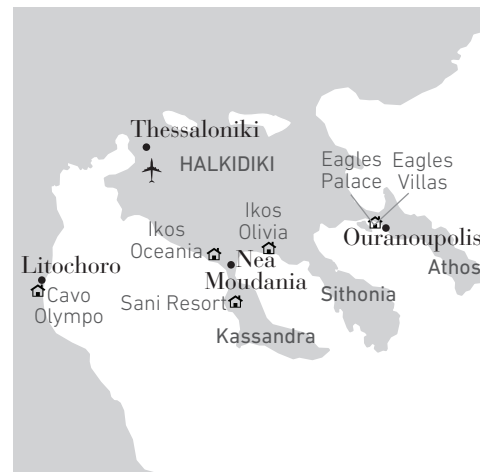 Thessaloniki
HALKIDIKI
Eagles
Palace
Eagles
Villas
Ikos
Oceania
Ikos
Olivia
Ouranoupolis
Nea
Moudania
Athos
Litochoro
Cavo
Olympo
Sani Resort
Sithonia
Kassandra